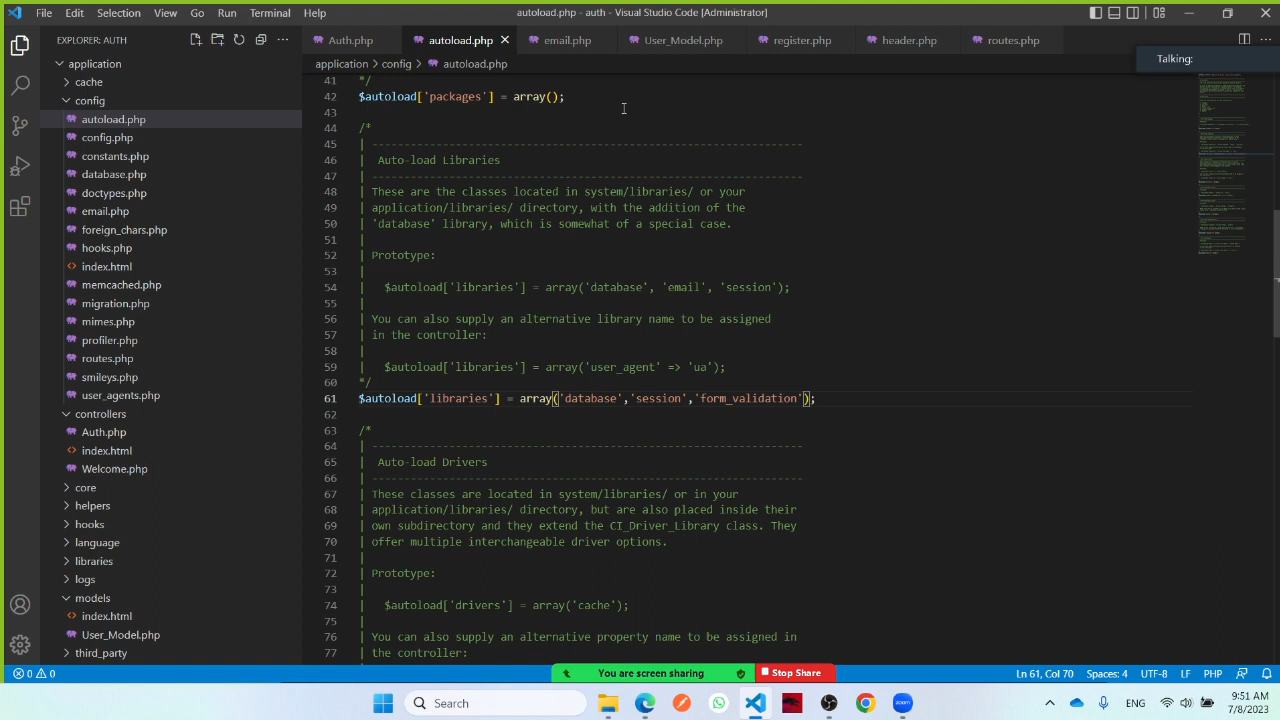 File Edit Selection View Go Run Terminal Help autoload.php - auth - Visual Studio Code [Administrator]
EXPLORER: AUTH
Auth.php autoload.php email.php User_Model.php register.php header.php routes.php
Talking:
application > config > autoload.php
application
cache
config
autoload.php
config.php
constants.php
database.php
doctypes.php
email.php
foreign_chars.php
hooks.php
index.html
memcached.php
migration.php
mimes.php
profiler.php
routes.php
smileys.php
user_agents.php
controllers
Auth.php
index.html
Welcome.php
core
helpers
hooks
language
libraries
logs
models
index.html
User_Model.php
third_party
41 */
42 $autoload['packages'] = array();
43
44 /*
45 | -------------------------------------------------------------------
46 |  Auto-load Libraries
47 | -------------------------------------------------------------------
48 | These are the classes located in system/libraries/ or your
49 | application/libraries/ directory, with the addition of the
50 | 'database' library, which is somewhat of a special case.
51 |
52 | Prototype:
53 |
54 |   $autoload['libraries'] = array('database', 'email', 'session');
55 |
56 | You can also supply an alternative library name to be assigned
57 | in the controller:
58 |
59 |   $autoload['libraries'] = array('user_agent' => 'ua');
60 */
61 $autoload['libraries'] = array('database','session','form_validation');
62
63 /*
64 | -------------------------------------------------------------------
65 |  Auto-load Drivers
66 | -------------------------------------------------------------------
67 | These classes are located in system/libraries/ or in your
68 | application/libraries/ directory, but are also placed inside their
69 | own subdirectory and they extend the CI_Driver_Library class. They
70 | offer multiple interchangeable driver options.
71 |
72 | Prototype:
73 |
74 |   $autoload['drivers'] = array('cache');
75 |
76 | You can also supply an alternative property name to be assigned in
77 | the controller:
0 0 You are screen sharing Stop Share Ln 61, Col 70 Spaces: 4 UTF-8 LF PHP
Search zoom 9:51 AM
7/8/2023